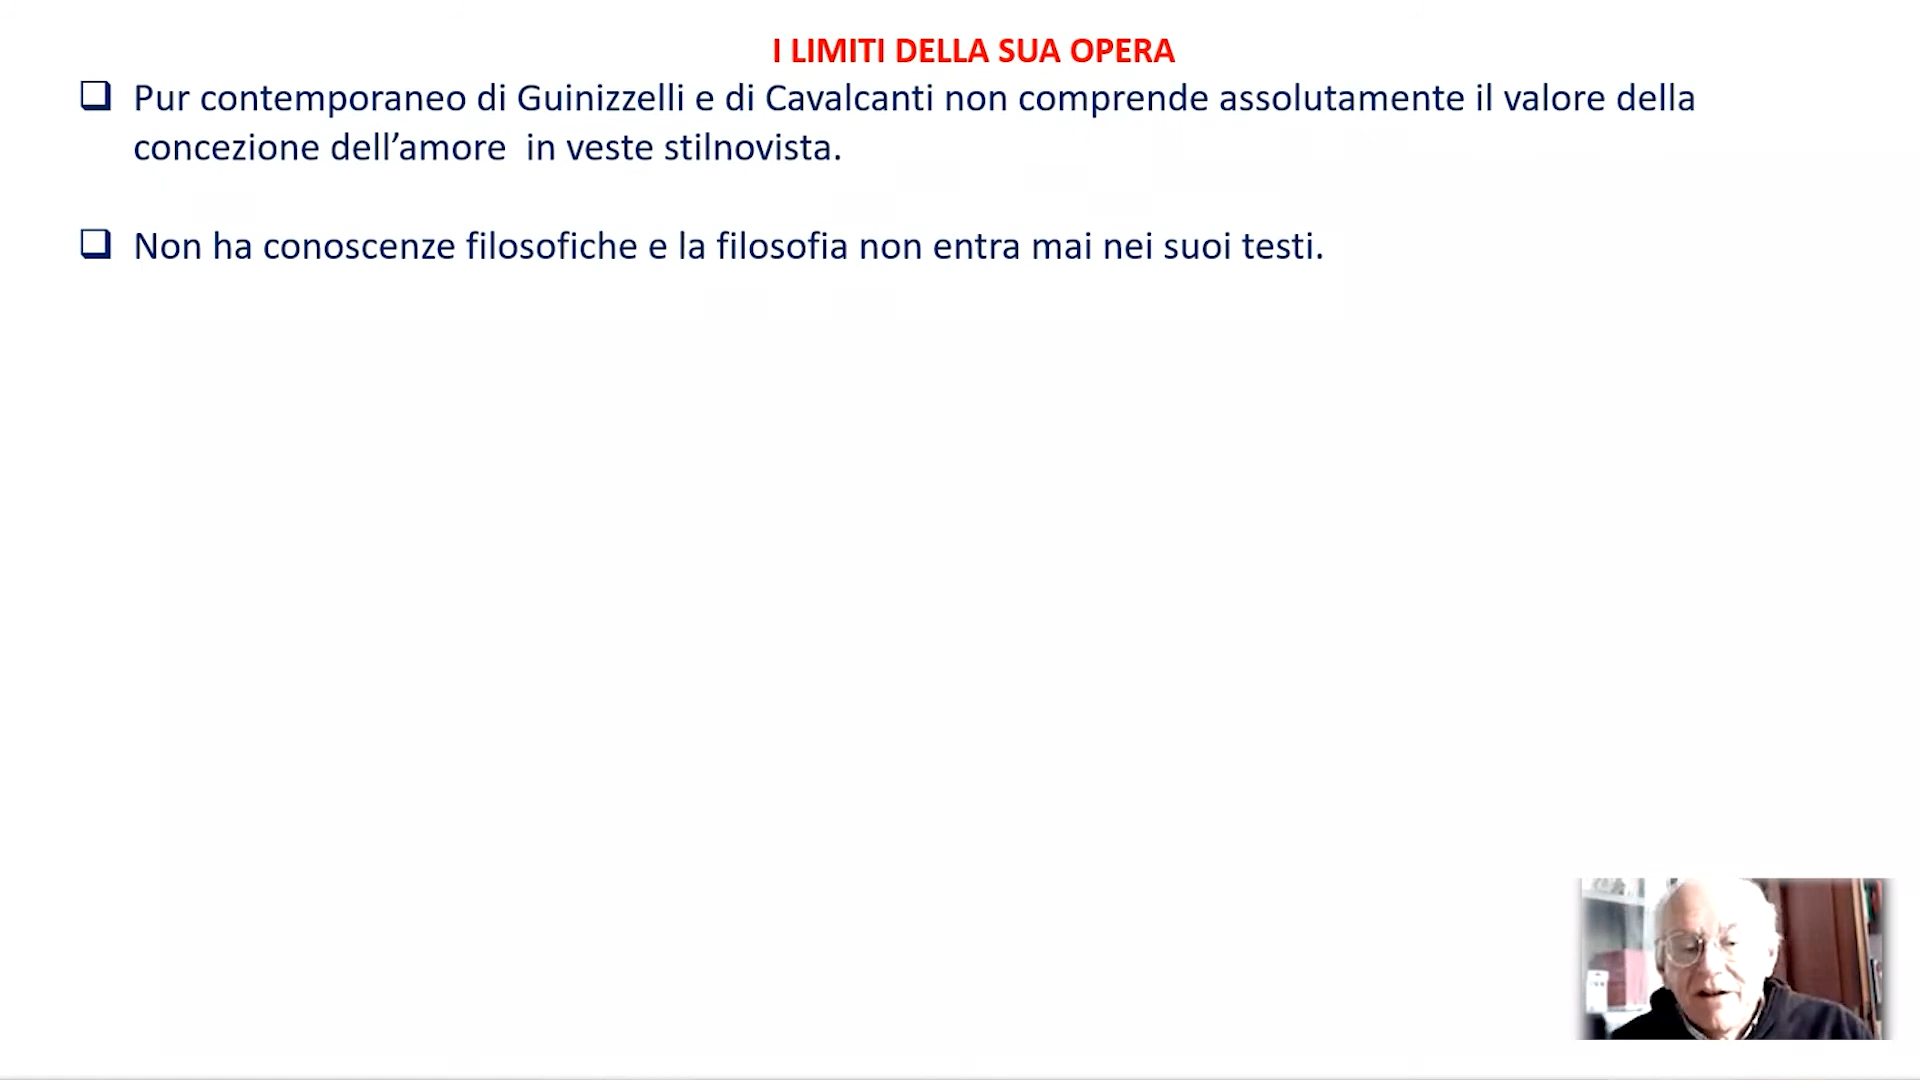 I LIMITI DELLA SUA OPERA
Pur contemporaneo di Guinizzelli e di Cavalcanti non comprende assolutamente il valore della
concezione dell’amore  in veste stilnovista.
Non ha conoscenze filosofiche e la filosofia non entra mai nei suoi testi.